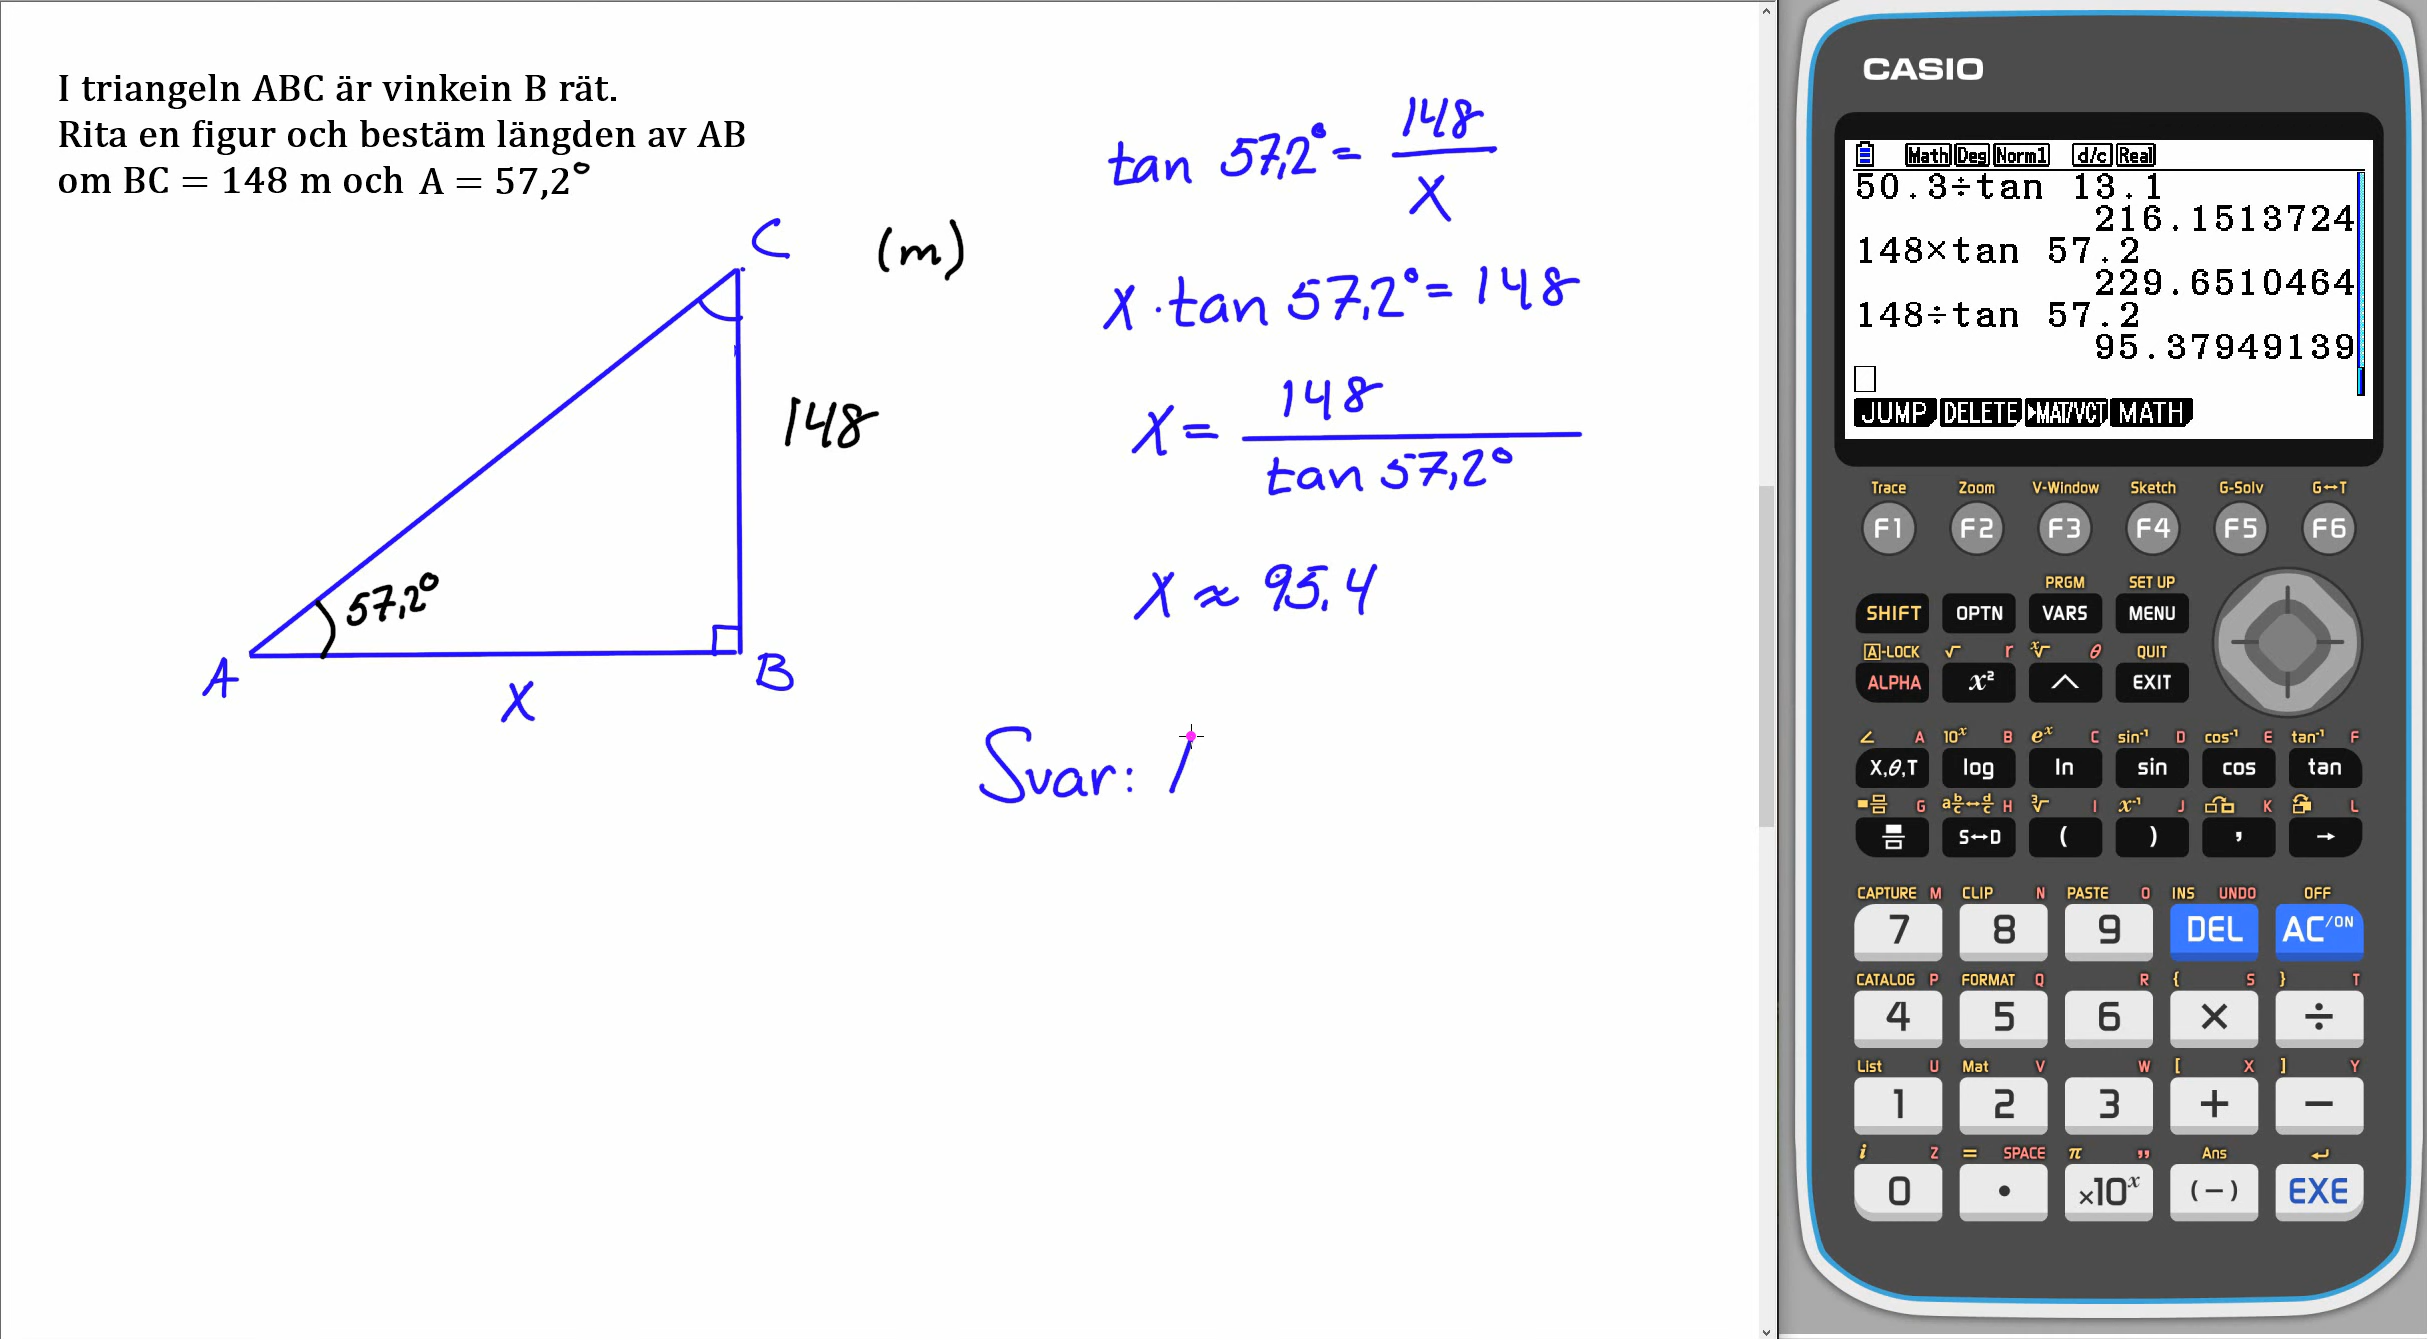 I triangeln ABC är vinkein B rät.
Rita en figur och bestäm längden av AB
om BC = 148 m och A = 57,2°
C
(m)
148
57,2°
A
B
X
tan 57,2° = 148 / X
X · tan 57,2° = 148
X = 148 / tan 57,2°
X ≈ 95.4
Svar: /
CASIO
Math Deg Norm1 d/c Real
50.3÷tan 13.1
216.1513724
148×tan 57.2
229.6510464
148÷tan 57.2
95.37949139
JUMP DELETE ▶MAT/VCT MATH
Trace Zoom V-Window Sketch G-Solv G↔T
F1 F2 F3 F4 F5 F6
PRGM SET UP
SHIFT OPTN VARS MENU
A-LOCK √ r ˣ√ θ QUIT
ALPHA x² ^ EXIT
∠ A 10ˣ B eˣ C sin⁻¹ D cos⁻¹ E tan⁻¹ F
X,θ,T log ln sin cos tan
G a b/c↔d/c H ³√ I x⁻¹ J K L
S↔D ( ) , →
CAPTURE M CLIP N PASTE O INS UNDO OFF
7 8 9 DEL AC/ON
CATALOG P FORMAT Q R { S } T
4 5 6 × ÷
List U Mat V W [ X ] Y
1 2 3 + −
i Z = SPACE π " Ans ↵
0 • ×10ˣ (−) EXE